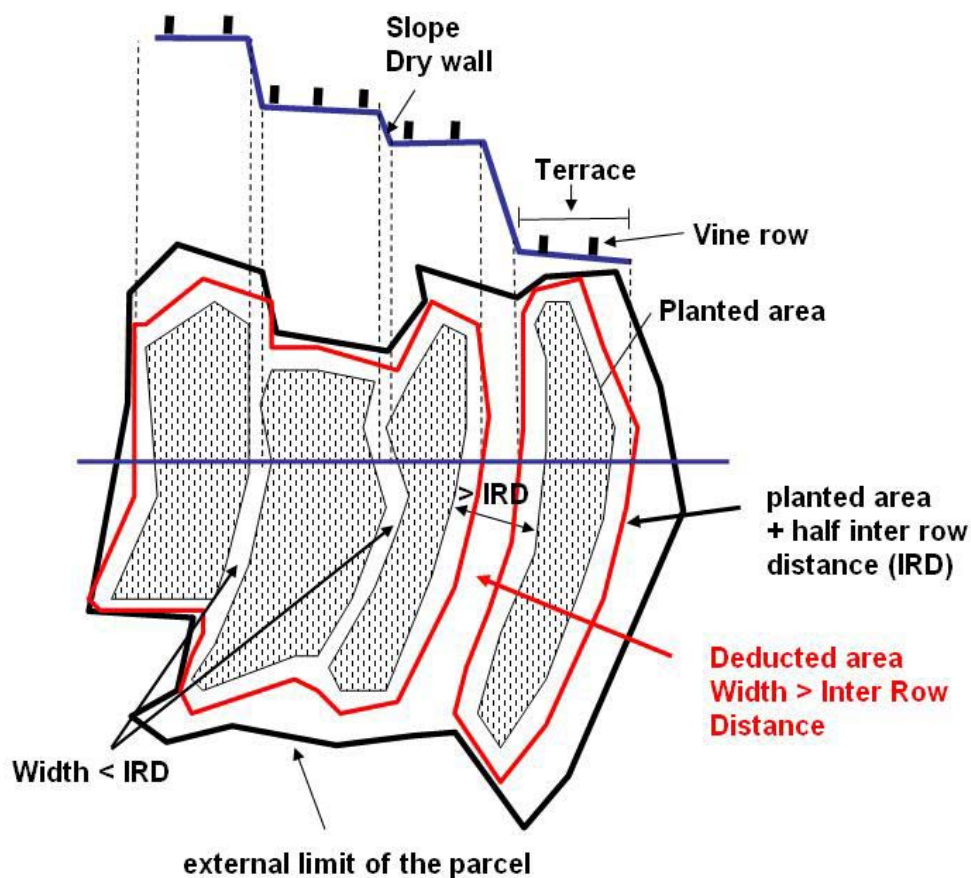 Slope
Dry wall
Terrace
Vine row
Planted area
> IRD
planted area
+ half inter row
distance (IRD)
Deducted area
Width > Inter Row
Distance
Width < IRD
external limit of the parcel